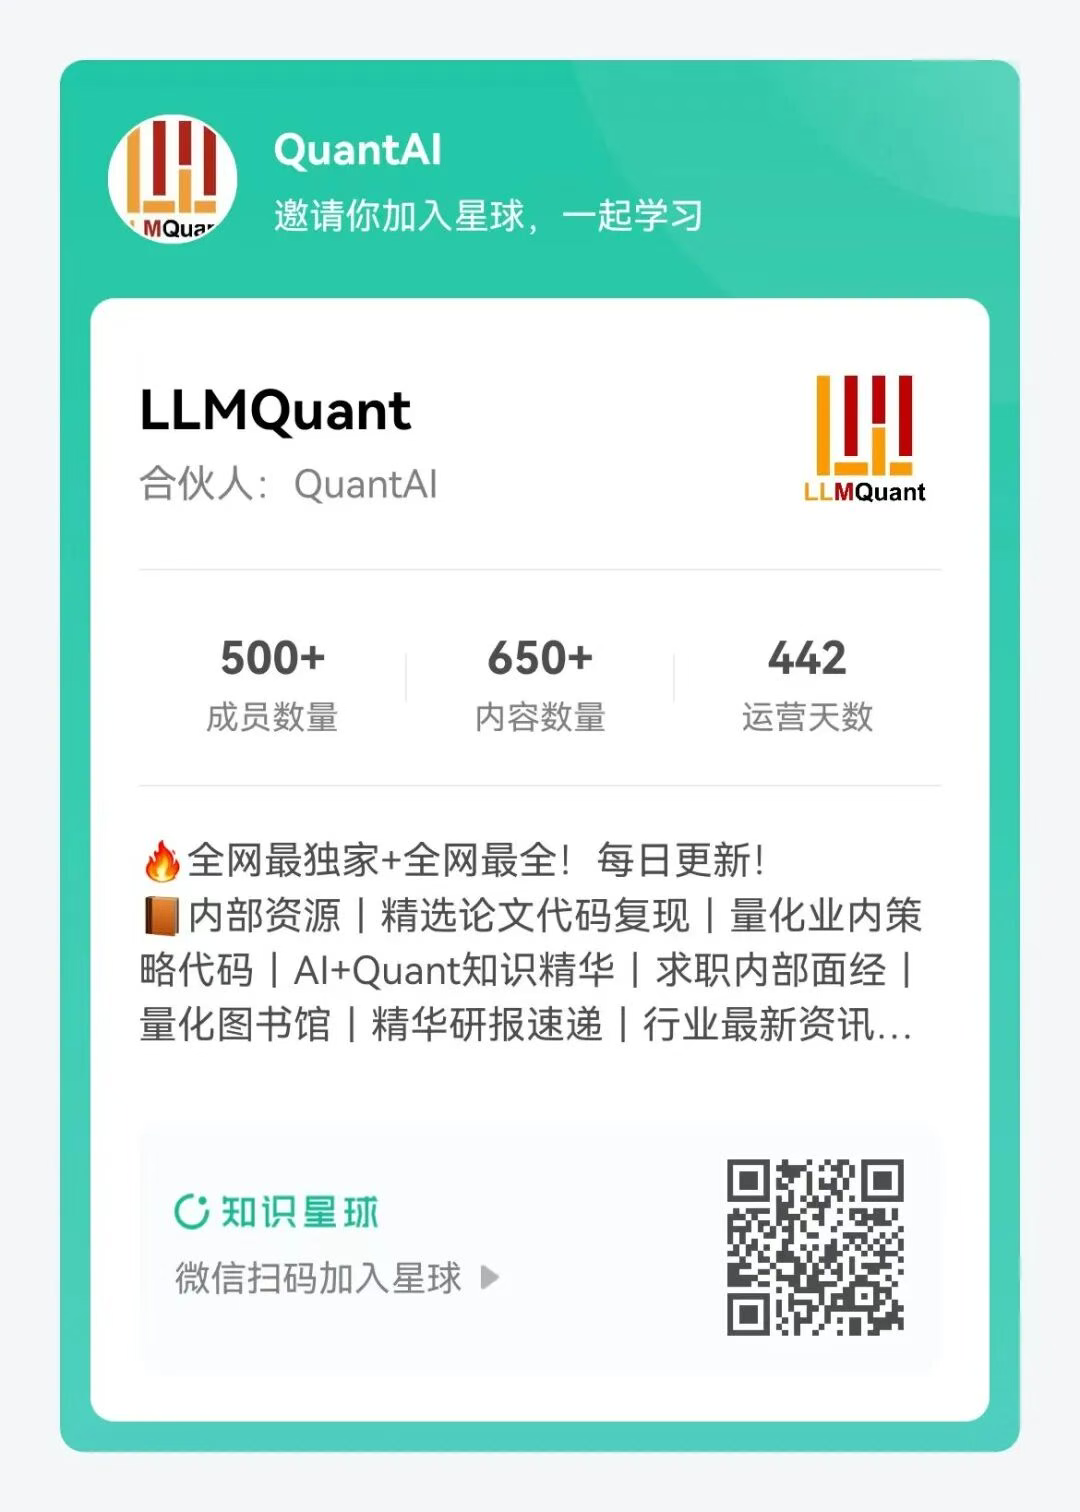 QuantAI
邀请你加入星球，一起学习
MQuan
LLMQuant
合伙人：QuantAI
LLMQuant
500+
650+
442
成员数量
内容数量
运营天数
🔥全网最独家+全网最全！每日更新！
📙内部资源｜精选论文代码复现｜量化业内策
略代码｜AI+Quant知识精华｜求职内部面经｜
量化图书馆｜精华研报速递｜行业最新资讯...
知识星球
微信扫码加入星球